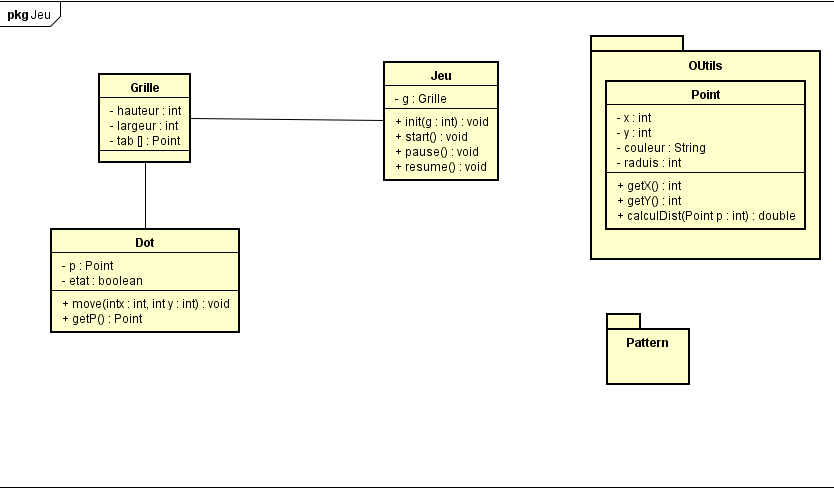 pkg Jeu
Grille
- hauteur : int
- largeur : int
- tab [] : Point
Jeu
- g : Grille
+ init(g : int) : void
+ start() : void
+ pause() : void
+ resume() : void
Dot
- p : Point
- etat : boolean
+ move(intx : int, int y : int) : void
+ getP() : Point
OUtils
Point
- x : int
- y : int
- couleur : String
- raduis : int
+ getX() : int
+ getY() : int
+ calculDist(Point p : int) : double
Pattern